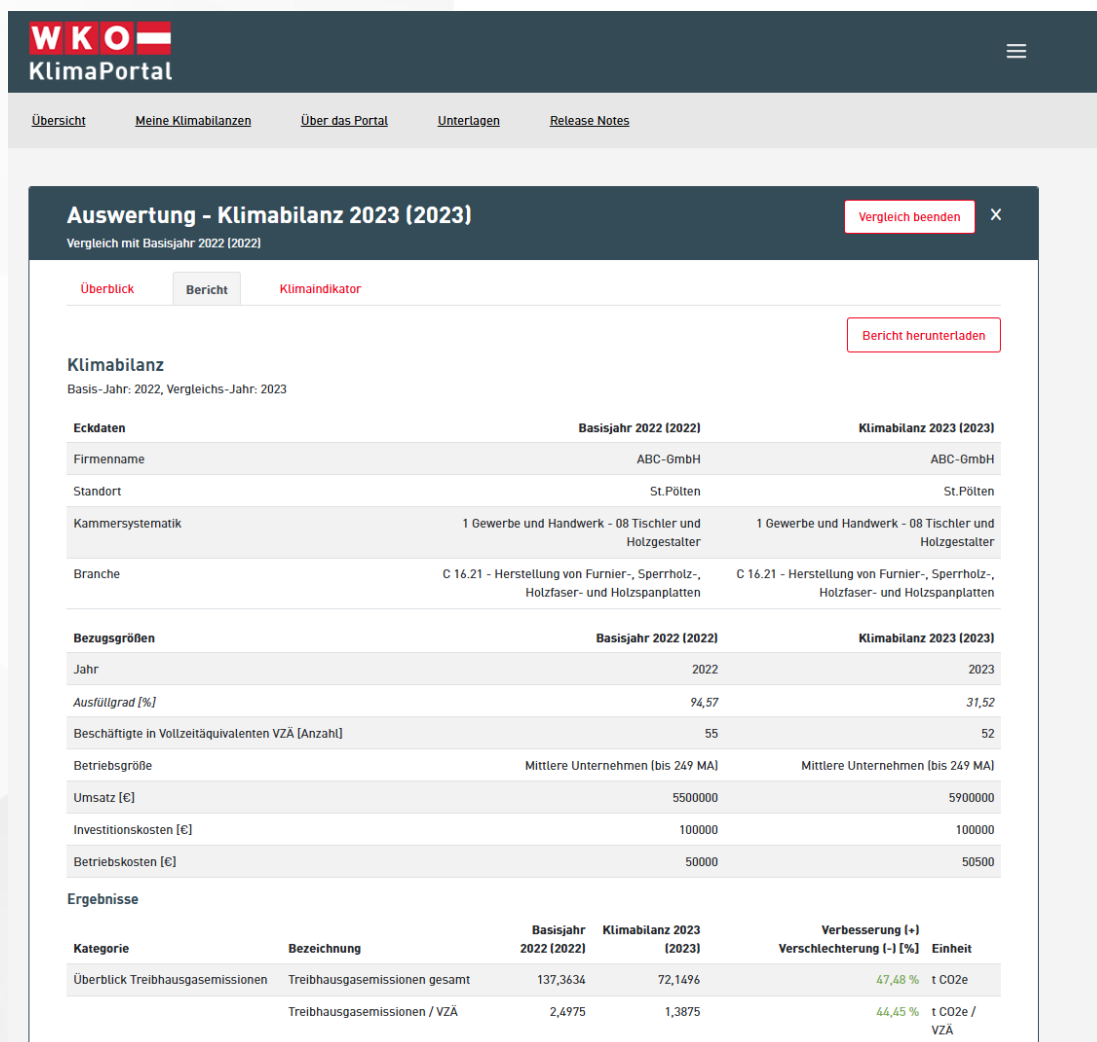 WKO
KlimaPortal
Übersicht Meine Klimabilanzen Über das Portal Unterlagen Release Notes
Auswertung - Klimabilanz 2023 (2023)
Vergleich mit Basisjahr 2022 (2022)
Vergleich beenden X
Überblick Bericht Klimaindikator
Bericht herunterladen
Klimabilanz
Basis-Jahr: 2022, Vergleichs-Jahr: 2023
Eckdaten Basisjahr 2022 (2022) Klimabilanz 2023 (2023)
Firmenname ABC-GmbH ABC-GmbH
Standort St.Pölten St.Pölten
Kammersystematik 1 Gewerbe und Handwerk - 08 Tischler und 1 Gewerbe und Handwerk - 08 Tischler und
Holzgestalter Holzgestalter
Branche C 16.21 - Herstellung von Furnier-, Sperrholz-, C 16.21 - Herstellung von Furnier-, Sperrholz-,
Holzfaser- und Holzspanplatten Holzfaser- und Holzspanplatten
Bezugsgrößen Basisjahr 2022 (2022) Klimabilanz 2023 (2023)
Jahr 2022 2023
Ausfüllgrad [%] 94,57 31,52
Beschäftigte in Vollzeitäquivalenten VZÄ [Anzahl] 55 52
Betriebsgröße Mittlere Unternehmen (bis 249 MA) Mittlere Unternehmen (bis 249 MA)
Umsatz [€] 5500000 5900000
Investitionskosten [€] 100000 100000
Betriebskosten [€] 50000 50500
Ergebnisse
Basisjahr Klimabilanz 2023 Verbesserung (+)
Kategorie Bezeichnung 2022 (2022) (2023) Verschlechterung (-) [%] Einheit
Überblick Treibhausgasemissionen Treibhausgasemissionen gesamt 137,3634 72,1496 47,48 % t CO2e
Treibhausgasemissionen / VZÄ 2,4975 1,3875 44,45 % t CO2e /
VZÄ